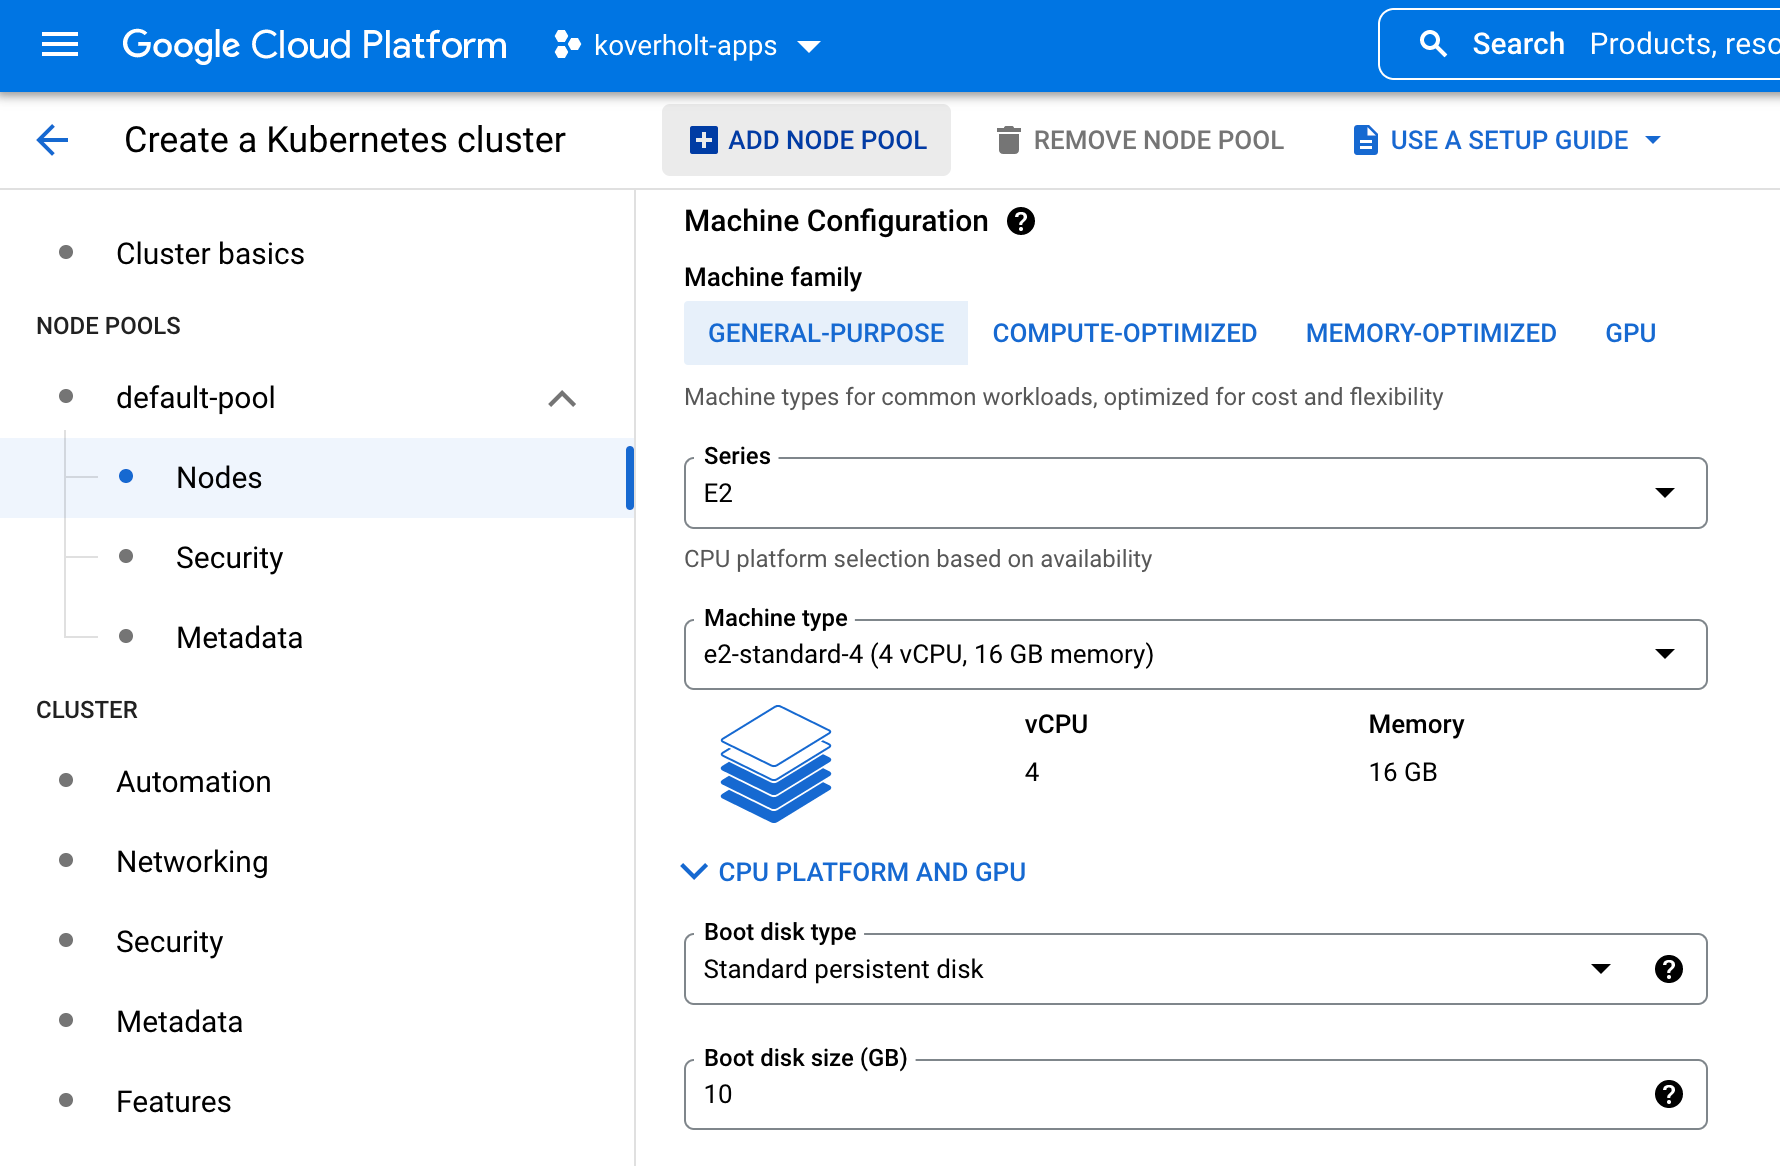 Google Cloud Platform koverholt-apps Search Products, reso
Create a Kubernetes cluster ADD NODE POOL REMOVE NODE POOL USE A SETUP GUIDE
Cluster basics
NODE POOLS
default-pool
Nodes
Security
Metadata
CLUSTER
Automation
Networking
Security
Metadata
Features
Machine Configuration
Machine family
GENERAL-PURPOSE COMPUTE-OPTIMIZED MEMORY-OPTIMIZED GPU
Machine types for common workloads, optimized for cost and flexibility
Series
E2
CPU platform selection based on availability
Machine type
e2-standard-4 (4 vCPU, 16 GB memory)
vCPU Memory
4 16 GB
CPU PLATFORM AND GPU
Boot disk type
Standard persistent disk
Boot disk size (GB)
10